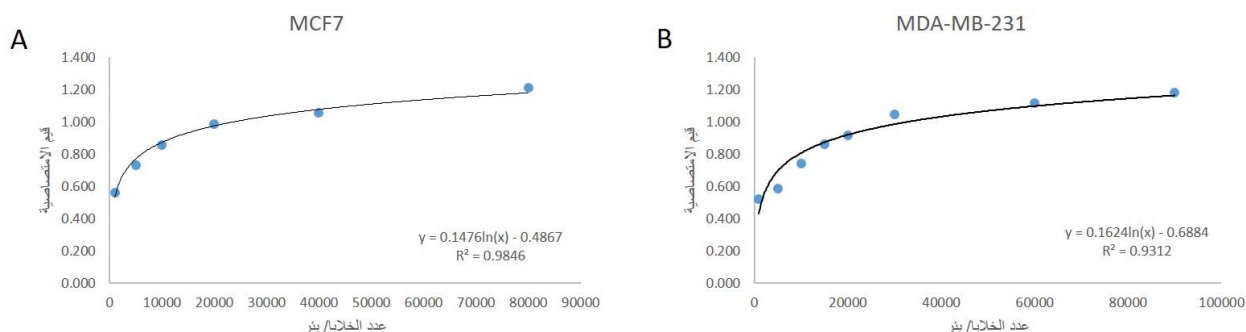 A
MCF7
1.400
1.200
1.000
0.800
0.600
0.400
0.200
0.000
قيم الامتصاصية
y = 0.1476ln(x) - 0.4867
R² = 0.9846
0 10000 20000 30000 40000 50000 60000 70000 80000 90000
عدد الخلايا/ بئر
B
MDA-MB-231
1.400
1.200
1.000
0.800
0.600
0.400
0.200
0.000
قيم الامتصاصية
y = 0.1624ln(x) - 0.6884
R² = 0.9312
0 20000 40000 60000 80000 100000
عدد الخلايا/ بئر